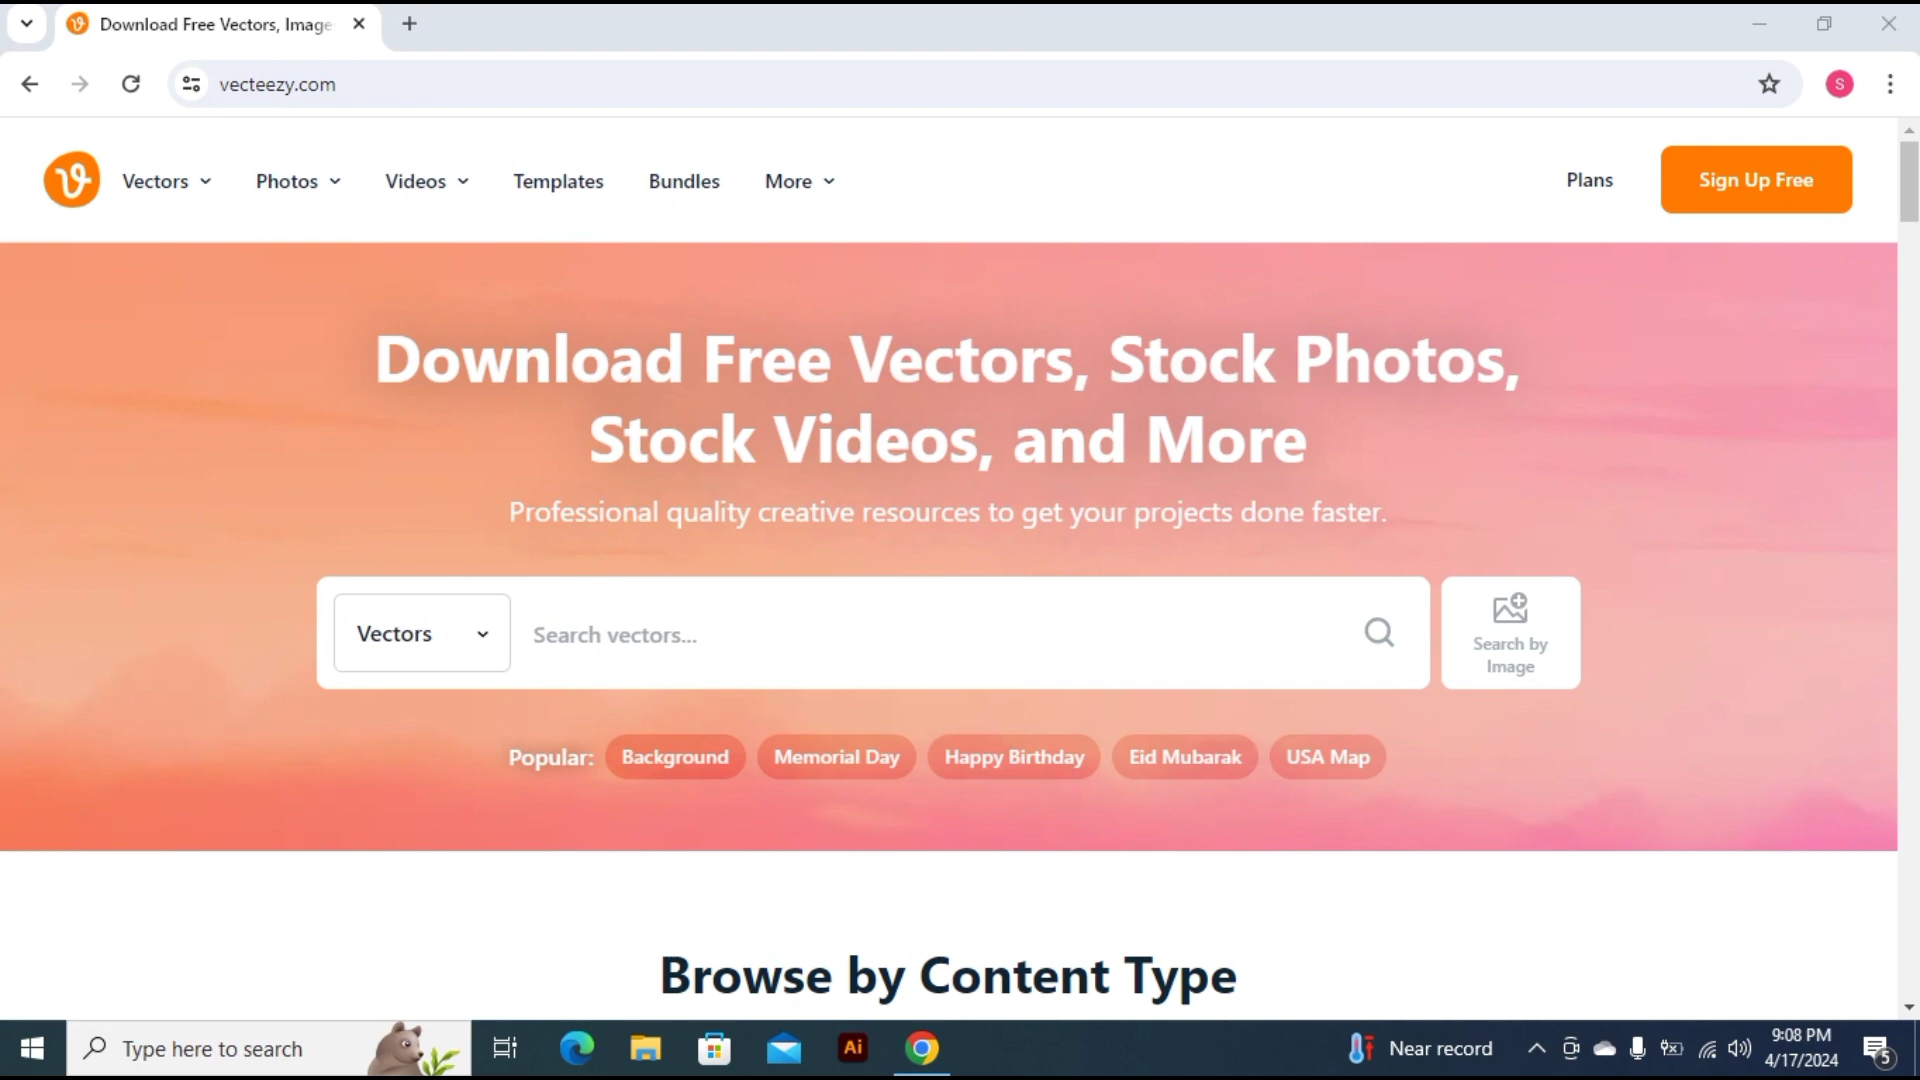 Download Free Vectors, Image
vecteezy.com
S
Vectors
Photos
Videos
Templates
Bundles
More
Plans
Sign Up Free
Download Free Vectors, Stock Photos,
Stock Videos, and More
Professional quality creative resources to get your projects done faster.
Vectors
Search vectors...
Search by
Image
Popular:
Background
Memorial Day
Happy Birthday
Eid Mubarak
USA Map
Browse by Content Type
Type here to search
Ai
Near record
9:08 PM
4/17/2024
5